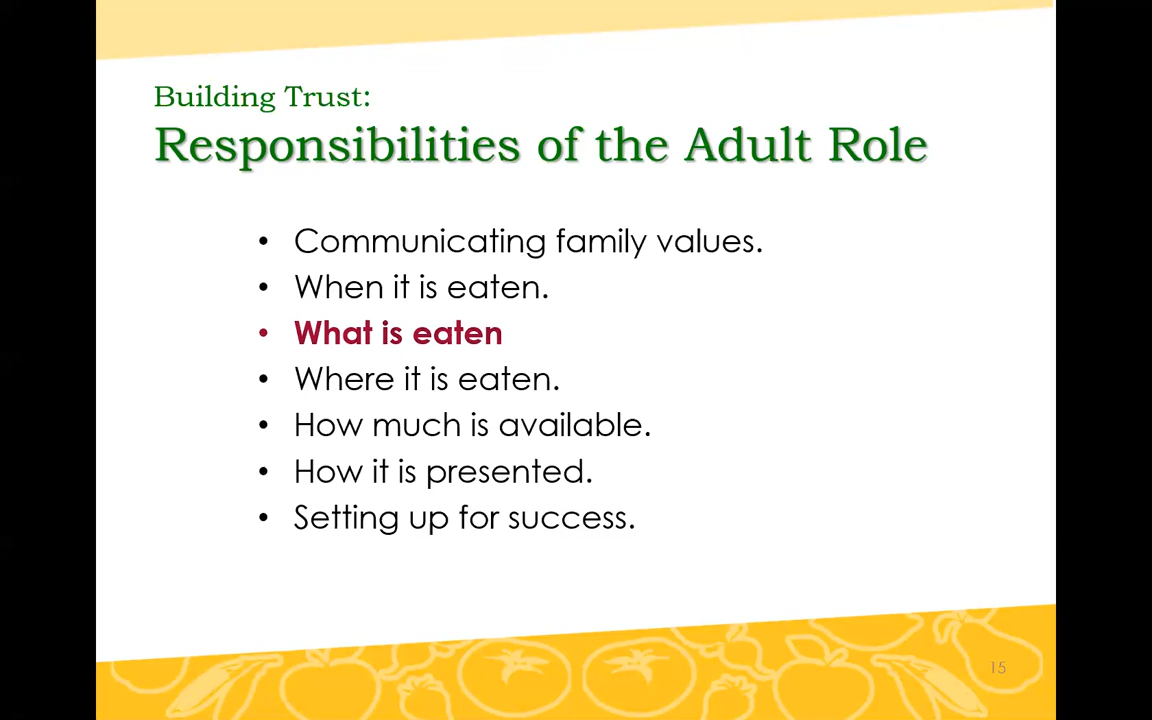 Building Trust:
Responsibilities of the Adult Role
• Communicating family values.
• When it is eaten.
• What is eaten
• Where it is eaten.
• How much is available.
• How it is presented.
• Setting up for success.
15